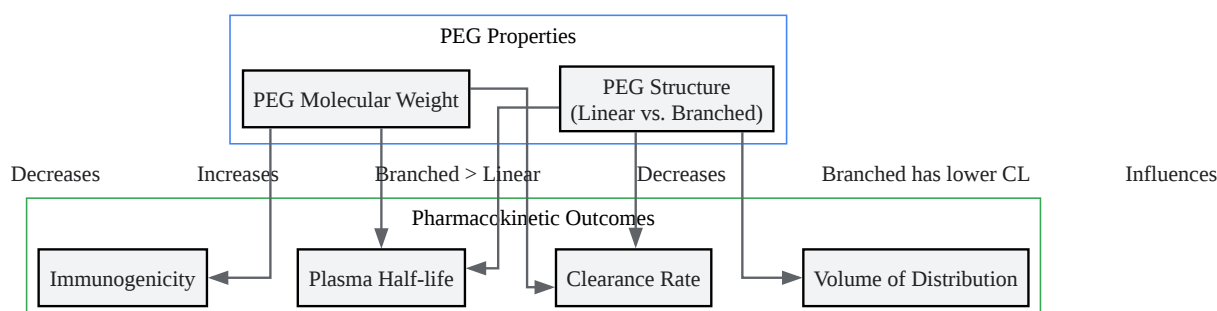 PEG Properties
PEG Molecular Weight
PEG Structure
(Linear vs. Branched)
Decreases
Increases
Branched > Linear
Decreases
Branched has lower CL
Influences
Pharmacokinetic Outcomes
Immunogenicity
Plasma Half-life
Clearance Rate
Volume of Distribution